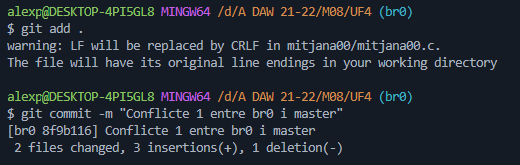 alexp@DESKTOP-4PI5GL8 MINGW64 /d/A DAW 21-22/M08/UF4 (br0)
$ git add .
warning: LF will be replaced by CRLF in mitjana00/mitjana00.c.
The file will have its original line endings in your working directory
alexp@DESKTOP-4PI5GL8 MINGW64 /d/A DAW 21-22/M08/UF4 (br0)
$ git commit -m "Conflicte 1 entre br0 i master"
[br0 8f9b116] Conflicte 1 entre br0 i master
2 files changed, 3 insertions(+), 1 deletion(-)